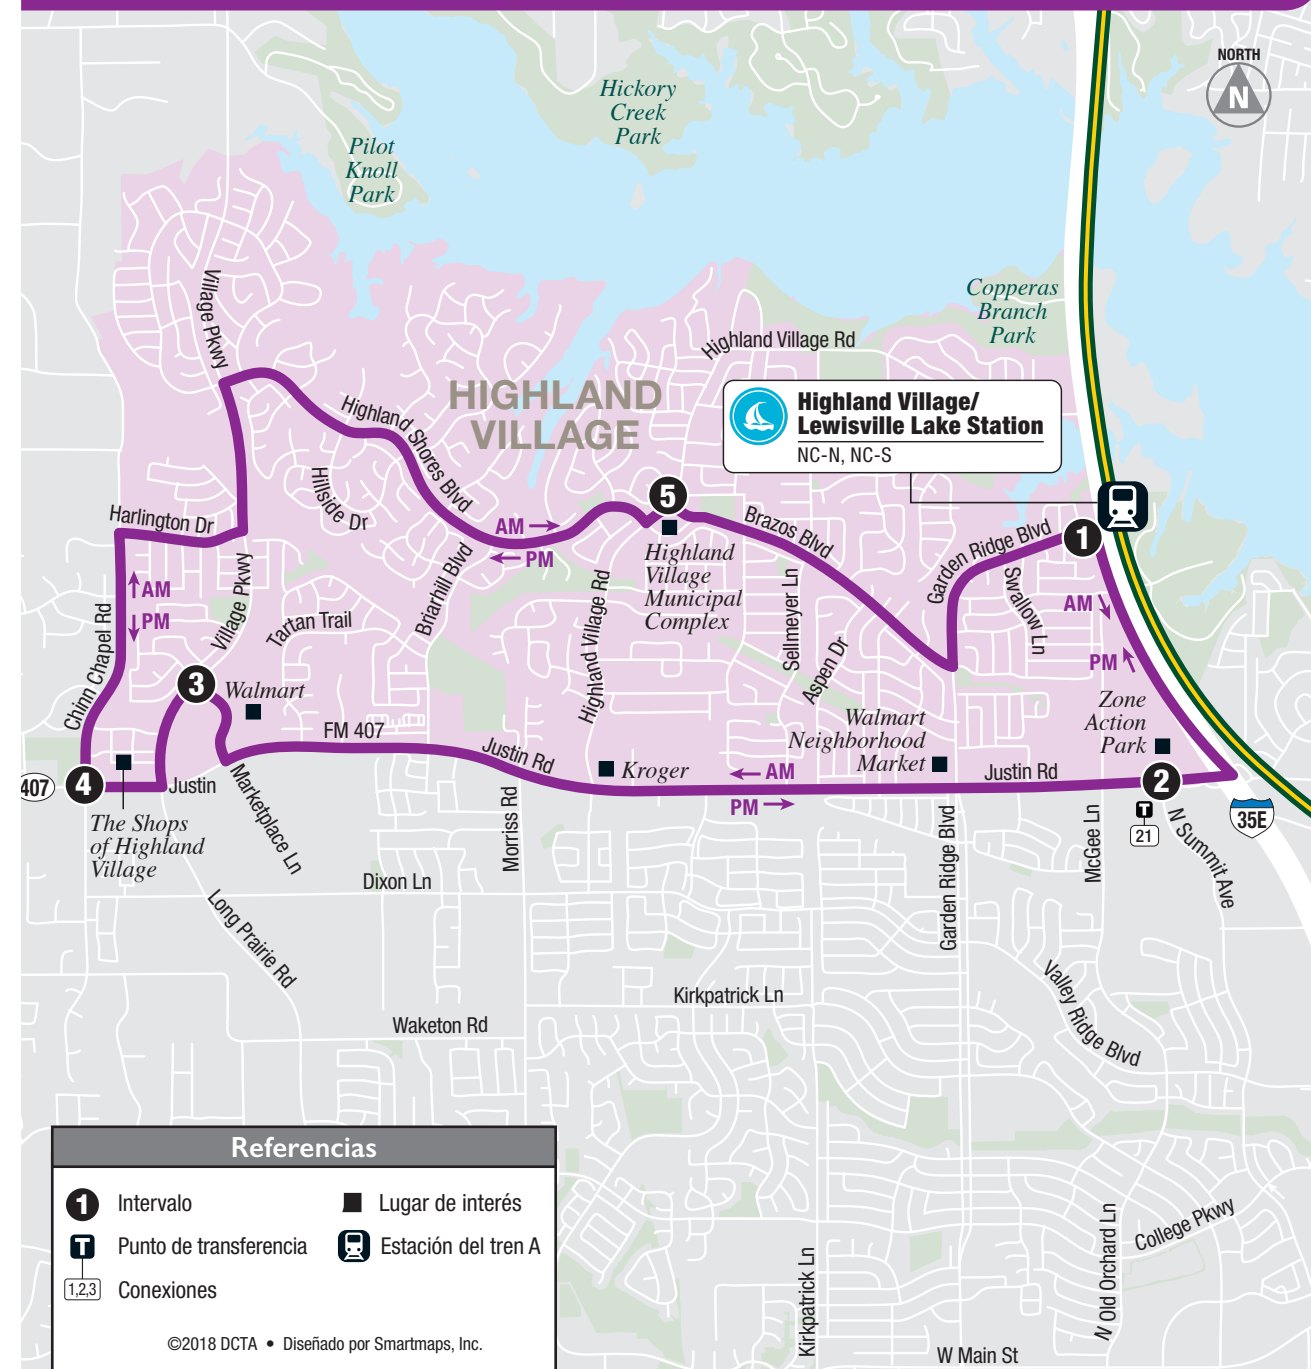 NORTH
N
Hickory
Creek
Park
Pilot
Knoll
Park
Copperas
Branch
Park
Village Pkwy
Highland Village Rd
HIGHLAND
VILLAGE
Highland Village/
Lewisville Lake Station
NC-N, NC-S
Highland Shores Blvd
Hillside Dr
Harlington Dr
5
AM
PM
Brazos Blvd
Highland
Village
Municipal
Complex
Garden Ridge Blvd
1
Swallow Ln
AM
PM
Village Pkwy
Briarhill Blvd
Tartan Trail
Highland Village Rd
Sellmeyer Ln
Aspen Dr
AM
PM
Chinn Chapel Rd
3
Walmart
FM 407
Justin Rd
Kroger
Walmart
Neighborhood
Market
AM
PM
Justin Rd
Zone
Action
Park
2
T
21
35E
407
4
Justin
The Shops
of Highland
Village
Marketplace Ln
Morriss Rd
Garden Ridge Blvd
McGee Ln
N Summit Ave
Dixon Ln
Long Prairie Rd
Kirkpatrick Ln
Waketon Rd
Valley Ridge Blvd
Kirkpatrick Ln
N Old Orchard Ln
College Pkwy
W Main St
Referencias
1 Intervalo
Lugar de interés
T Punto de transferencia
Estación del tren A
1,2,3 Conexiones
©2018 DCTA • Diseñado por Smartmaps, Inc.